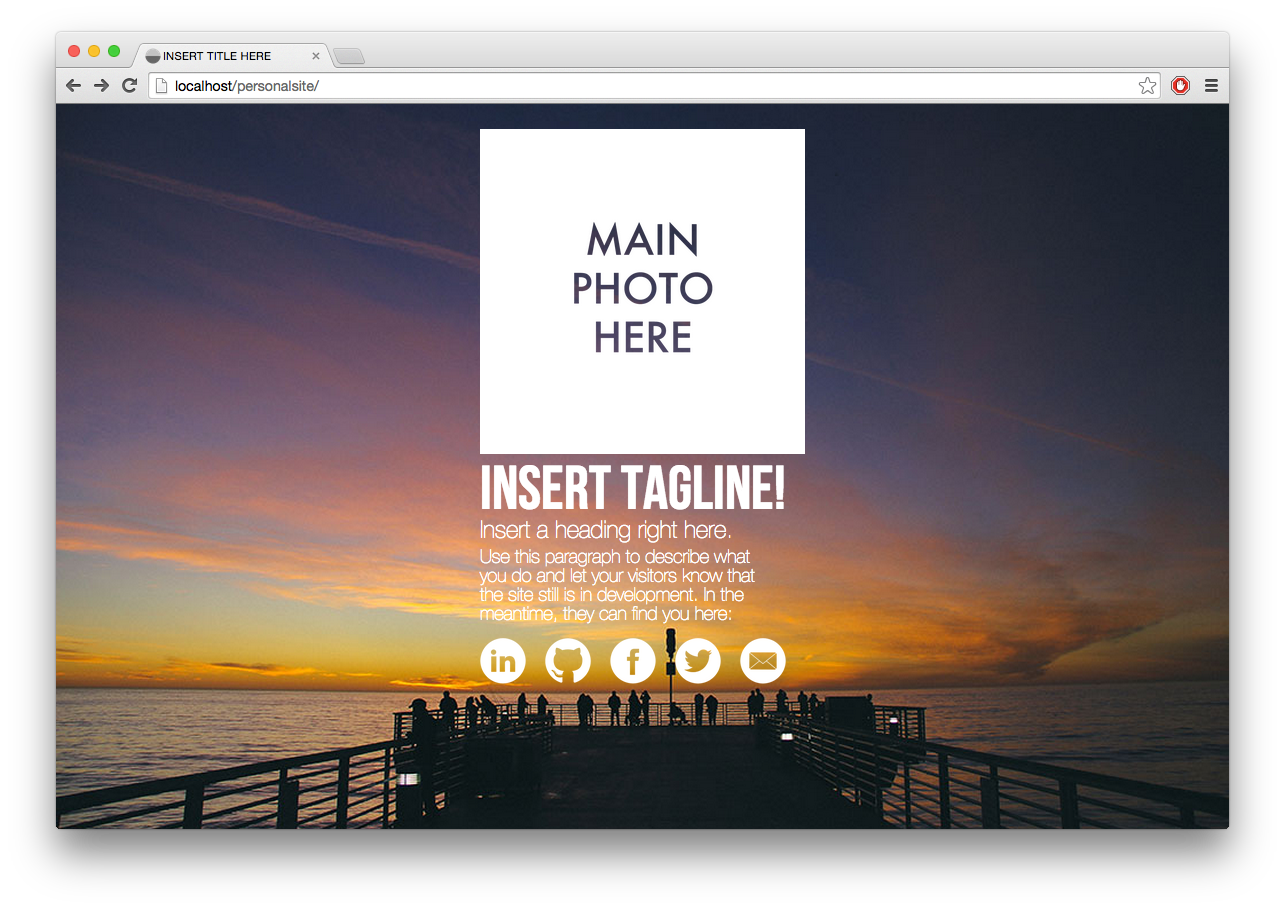 INSERT TITLE HERE
localhost/personalsite/
MAIN
PHOTO
HERE
INSERT TAGLINE!
Insert a heading right here.
Use this paragraph to describe what
you do and let your visitors know that
the site still is in development. In the
meantime, they can find you here:
in
f